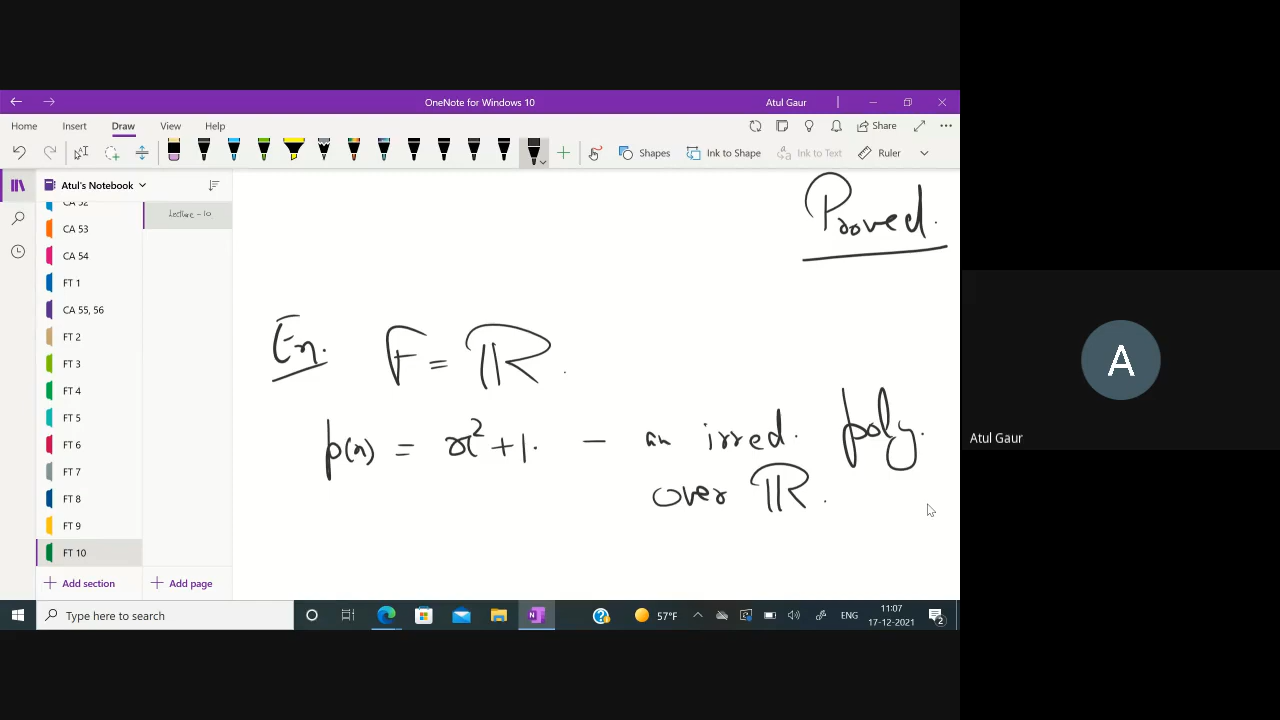 OneNote for Windows 10
Atul Gaur
Home Insert Draw View Help
Share
Shapes
Ink to Shape
Ink to Text
Ruler
Atul's Notebook
CA 52
CA 53
CA 54
FT 1
CA 55, 56
FT 2
FT 3
FT 4
FT 5
FT 6
FT 7
FT 8
FT 9
FT 10
Add section
Add page
Lecture - 10
Proved.
Ex. F = ℝ.
p(x) = x² + 1. – an irred. poly.
over ℝ.
A
Atul Gaur
Type here to search
57°F
ENG
11:07
17-12-2021
2